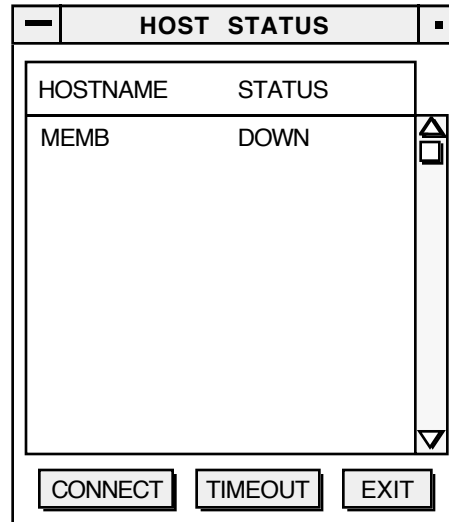 HOST STATUS
HOSTNAME STATUS
MEMB DOWN
CONNECT TIMEOUT EXIT